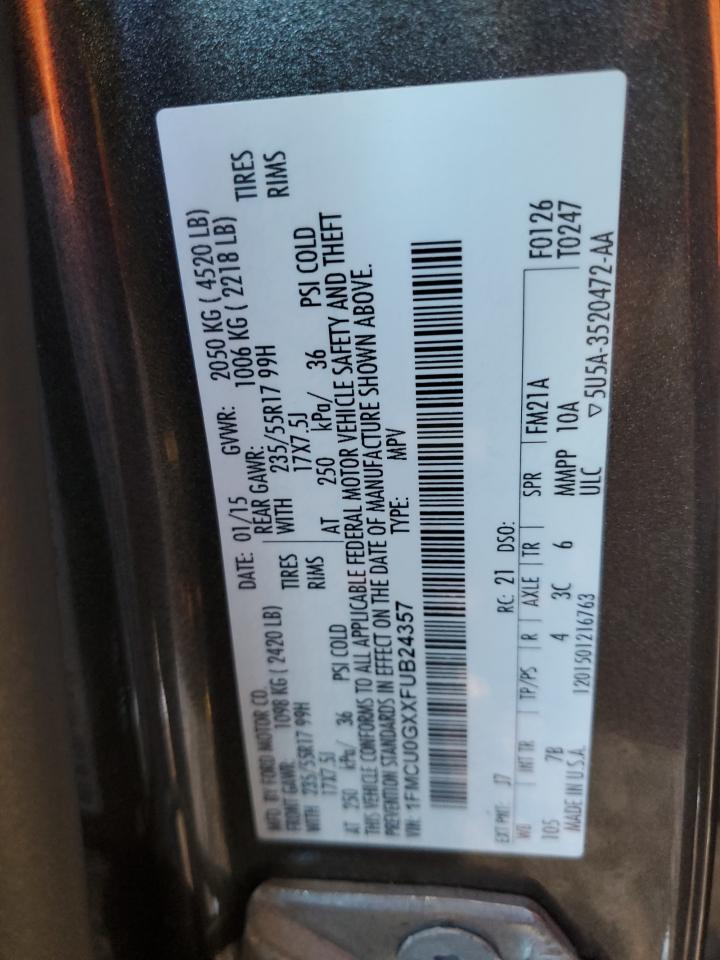 MFD. BY FORD MOTOR CO. DATE: 01/15 GVWR: 2050 KG ( 4520 LB)
FRONT GAWR: 1098 KG ( 2420 LB) REAR GAWR: 1006 KG ( 2218 LB)
WITH 235/55R17 99H TIRES WITH 235/55R17 99H TIRES
17X7.5J RIMS 17X7.5J RIMS
AT 250 kPa/ 36 PSI COLD AT 250 kPa/ 36 PSI COLD
THIS VEHICLE CONFORMS TO ALL APPLICABLE FEDERAL MOTOR VEHICLE SAFETY AND THEFT
PREVENTION STANDARDS IN EFFECT ON THE DATE OF MANUFACTURE SHOWN ABOVE.
VIN: 1FMCU0GXXFUB24357 TYPE: MPV
EXT PNT: J7 RC: 21 DSO: F0126
WB INT TR TP/PS R AXLE TR SPR FM21A T0247
105 7B 4 3C 6 MMPP 10A
MADE IN U.S.A. 1201501216763 ULC ▽5U5A-3520472-AA